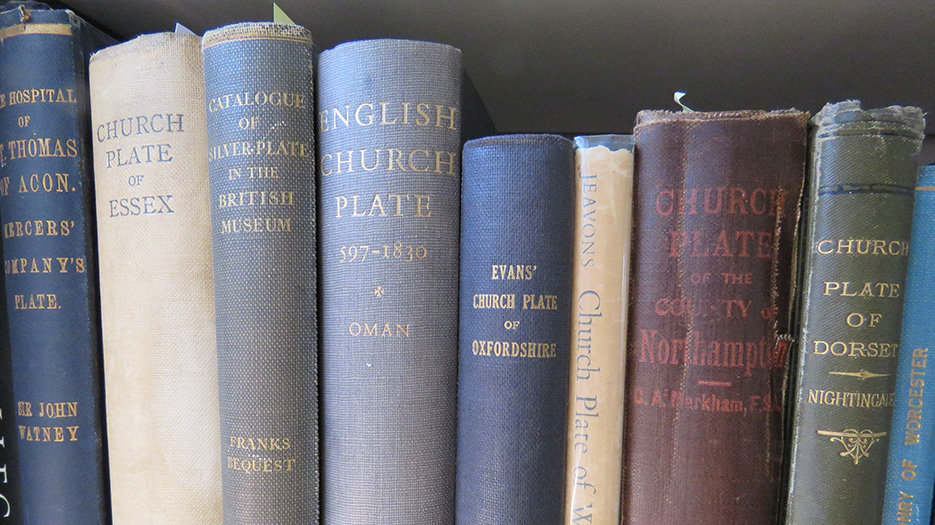 HOSPITAL
OF
THOMAS
OF ACON.
MERCERS'
COMPANY'S
PLATE.
SIR JOHN
WATNEY
CHURCH
PLATE
OF
ESSEX
CATALOGUE
OF
SILVER-PLATE
IN THE
BRITISH
MUSEUM
FRANKS
BEQUEST
ENGLISH
CHURCH
PLATE
597-1830
OMAN
EVANS'
CHURCH PLATE
OF
OXFORDSHIRE
JEAVONS Church Plate of
CHURCH
PLATE
OF THE
COUNTY of
Northampton
C. A. Markham, F.S.
CHURCH
PLATE
OF
DORSET
NIGHTINGALE
OF WORCESTER